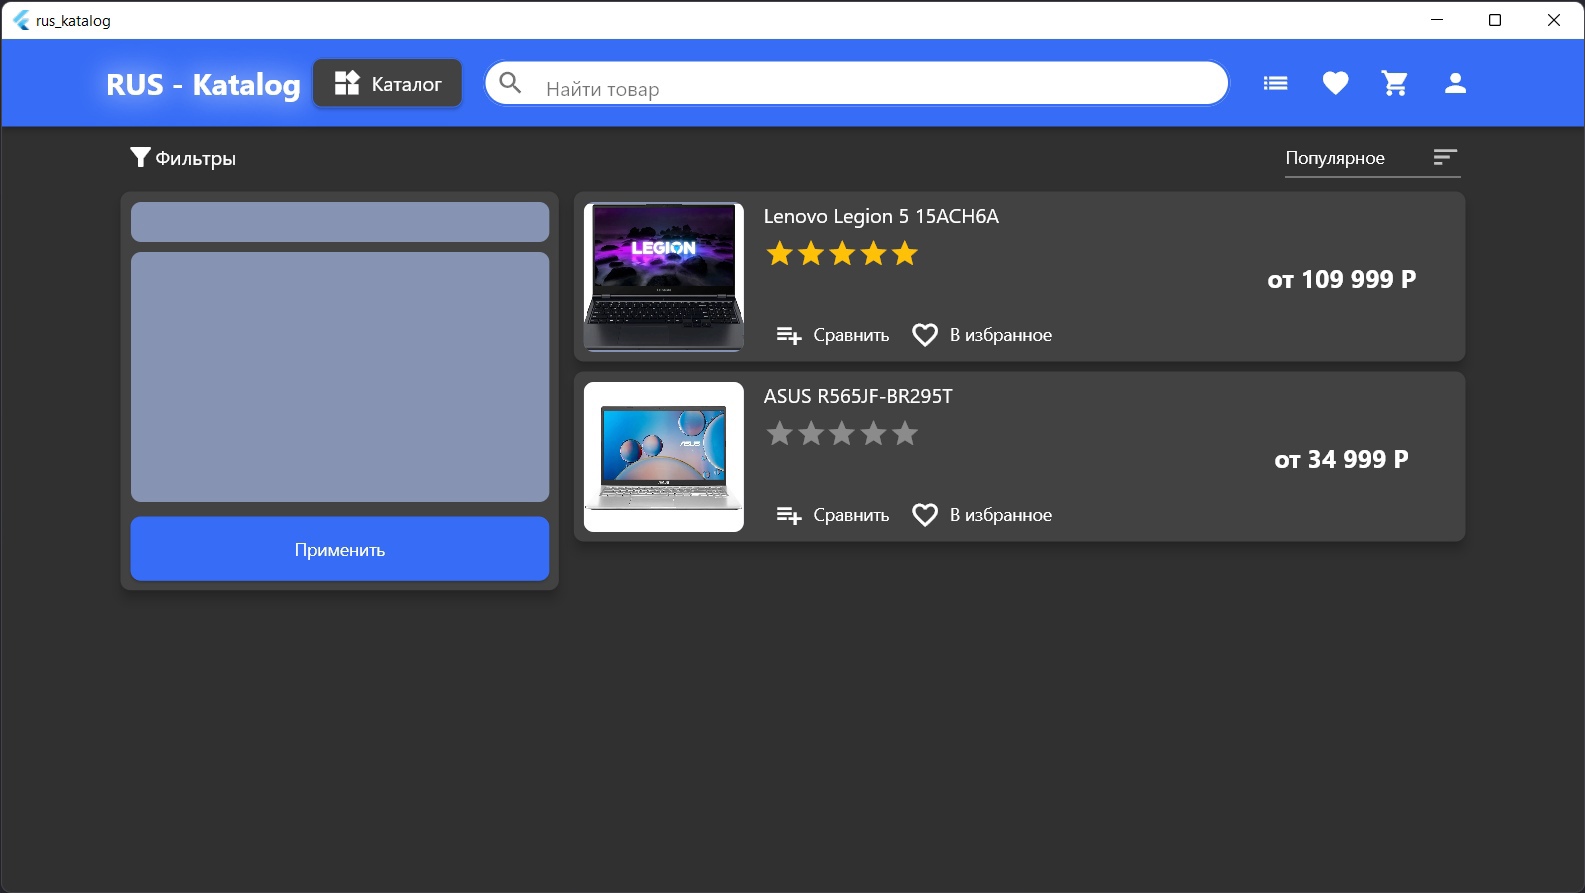 rus_katalog
RUS - Katalog
Каталог
Найти товар
Фильтры
Популярное
LEGION
Lenovo Legion 5 15ACH6A
от 109 999 Р
Сравнить
В избранное
ASUS
ASUS R565JF-BR295T
от 34 999 Р
Сравнить
В избранное
Применить